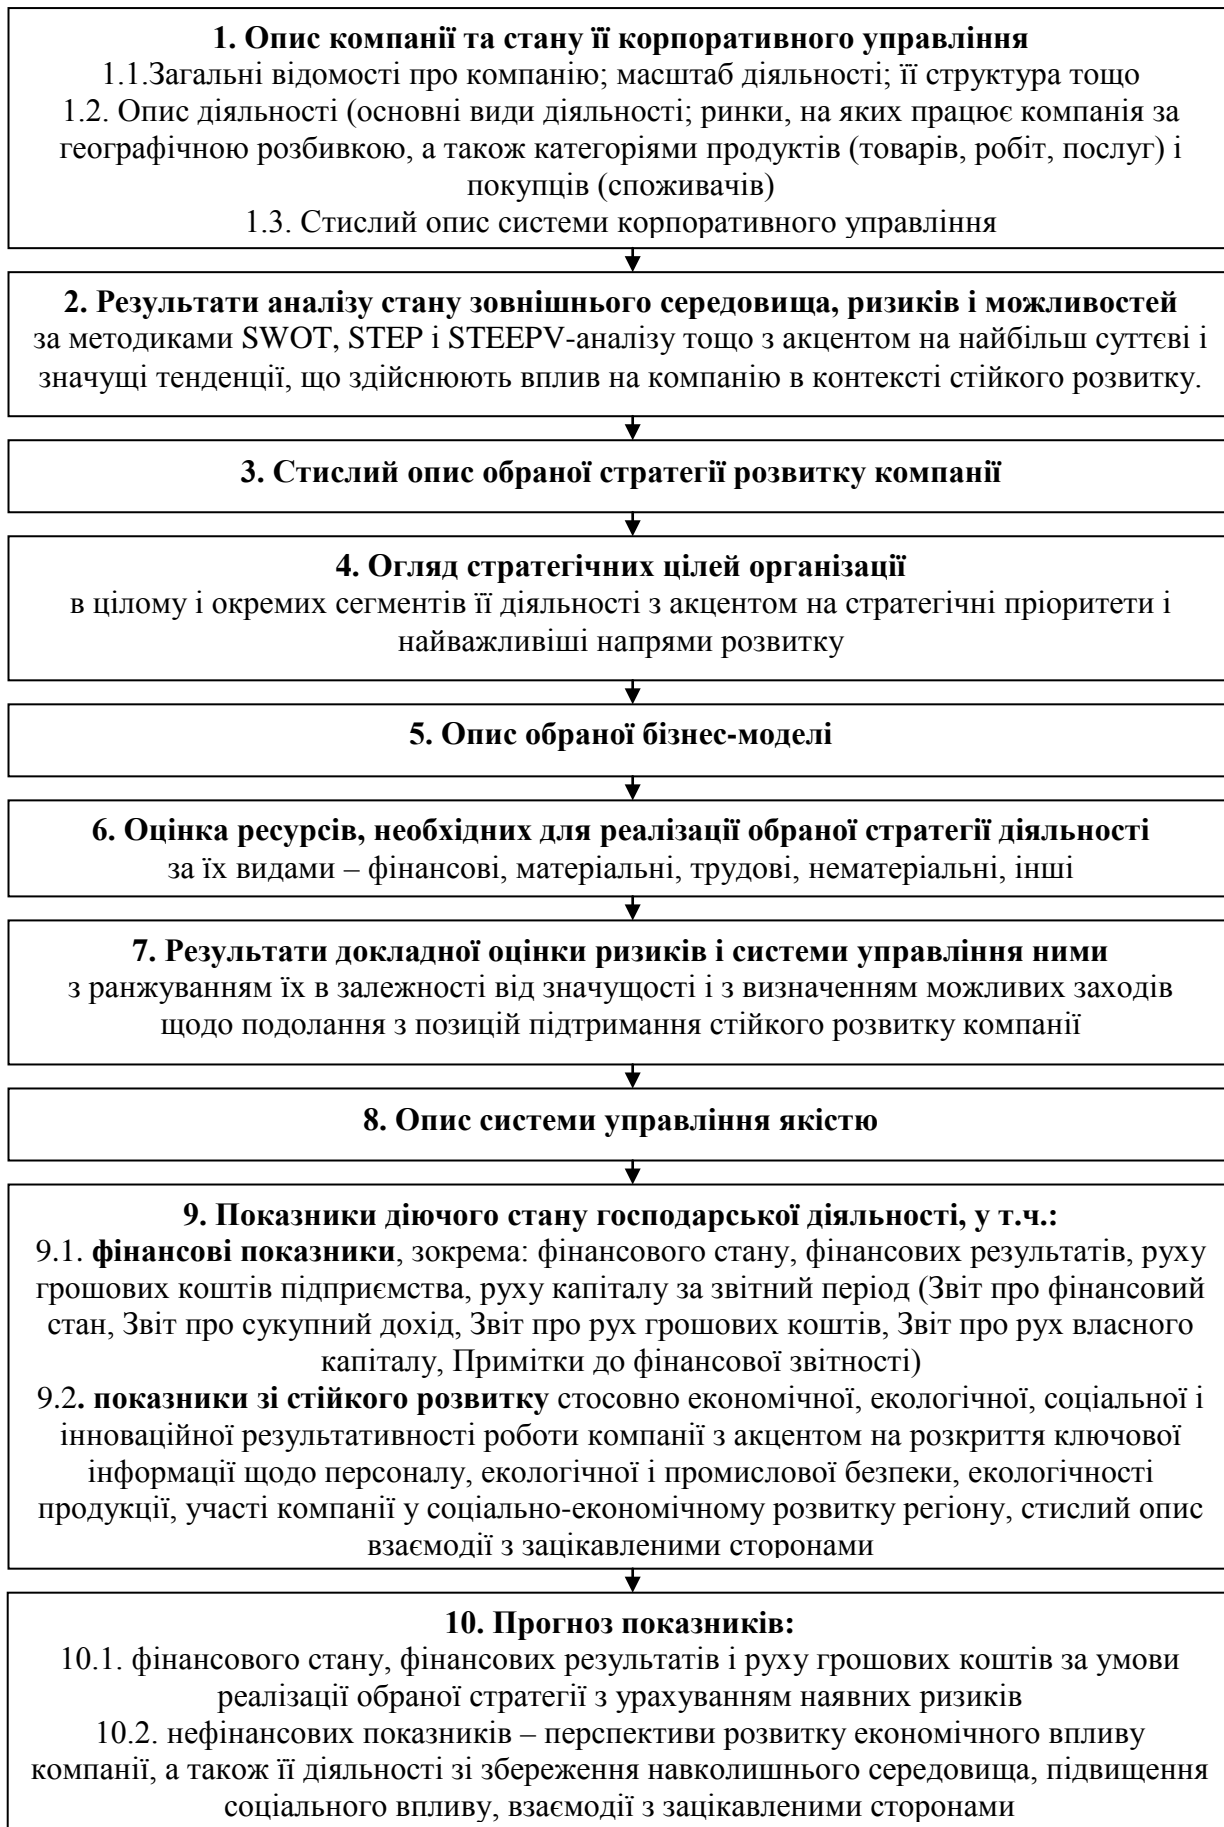 1. Опис компанії та стану її корпоративного управління
1.1.Загальні відомості про компанію; масштаб діяльності; її структура тощо
1.2. Опис діяльності (основні види діяльності; ринки, на яких працює компанія за
географічною розбивкою, а також категоріями продуктів (товарів, робіт, послуг) і
покупців (споживачів)
1.3. Стислий опис системи корпоративного управління
2. Результати аналізу стану зовнішнього середовища, ризиків і можливостей
за методиками SWOT, STEP і STEEPV-аналізу тощо з акцентом на найбільш суттєві і
значущі тенденції, що здійснюють вплив на компанію в контексті стійкого розвитку.
3. Стислий опис обраної стратегії розвитку компанії
4. Огляд стратегічних цілей організації
в цілому і окремих сегментів її діяльності з акцентом на стратегічні пріоритети і
найважливіші напрями розвитку
5. Опис обраної бізнес-моделі
6. Оцінка ресурсів, необхідних для реалізації обраної стратегії діяльності
за їх видами – фінансові, матеріальні, трудові, нематеріальні, інші
7. Результати докладної оцінки ризиків і системи управління ними
з ранжуванням їх в залежності від значущості і з визначенням можливих заходів
щодо подолання з позицій підтримання стійкого розвитку компанії
8. Опис системи управління якістю
9. Показники діючого стану господарської діяльності, у т.ч.:
9.1. фінансові показники, зокрема: фінансового стану, фінансових результатів, руху
грошових коштів підприємства, руху капіталу за звітний період (Звіт про фінансовий
стан, Звіт про сукупний дохід, Звіт про рух грошових коштів, Звіт про рух власного
капіталу, Примітки до фінансової звітності)
9.2. показники зі стійкого розвитку стосовно економічної, екологічної, соціальної і
інноваційної результативності роботи компанії з акцентом на розкриття ключової
інформації щодо персоналу, екологічної і промислової безпеки, екологічності
продукції, участі компанії у соціально-економічному розвитку регіону, стислий опис
взаємодії з зацікавленими сторонами
10. Прогноз показників:
10.1. фінансового стану, фінансових результатів і руху грошових коштів за умови
реалізації обраної стратегії з урахуванням наявних ризиків
10.2. нефінансових показників – перспективи розвитку економічного впливу
компанії, а також її діяльності зі збереження навколишнього середовища, підвищення
соціального впливу, взаємодії з зацікавленими сторонами